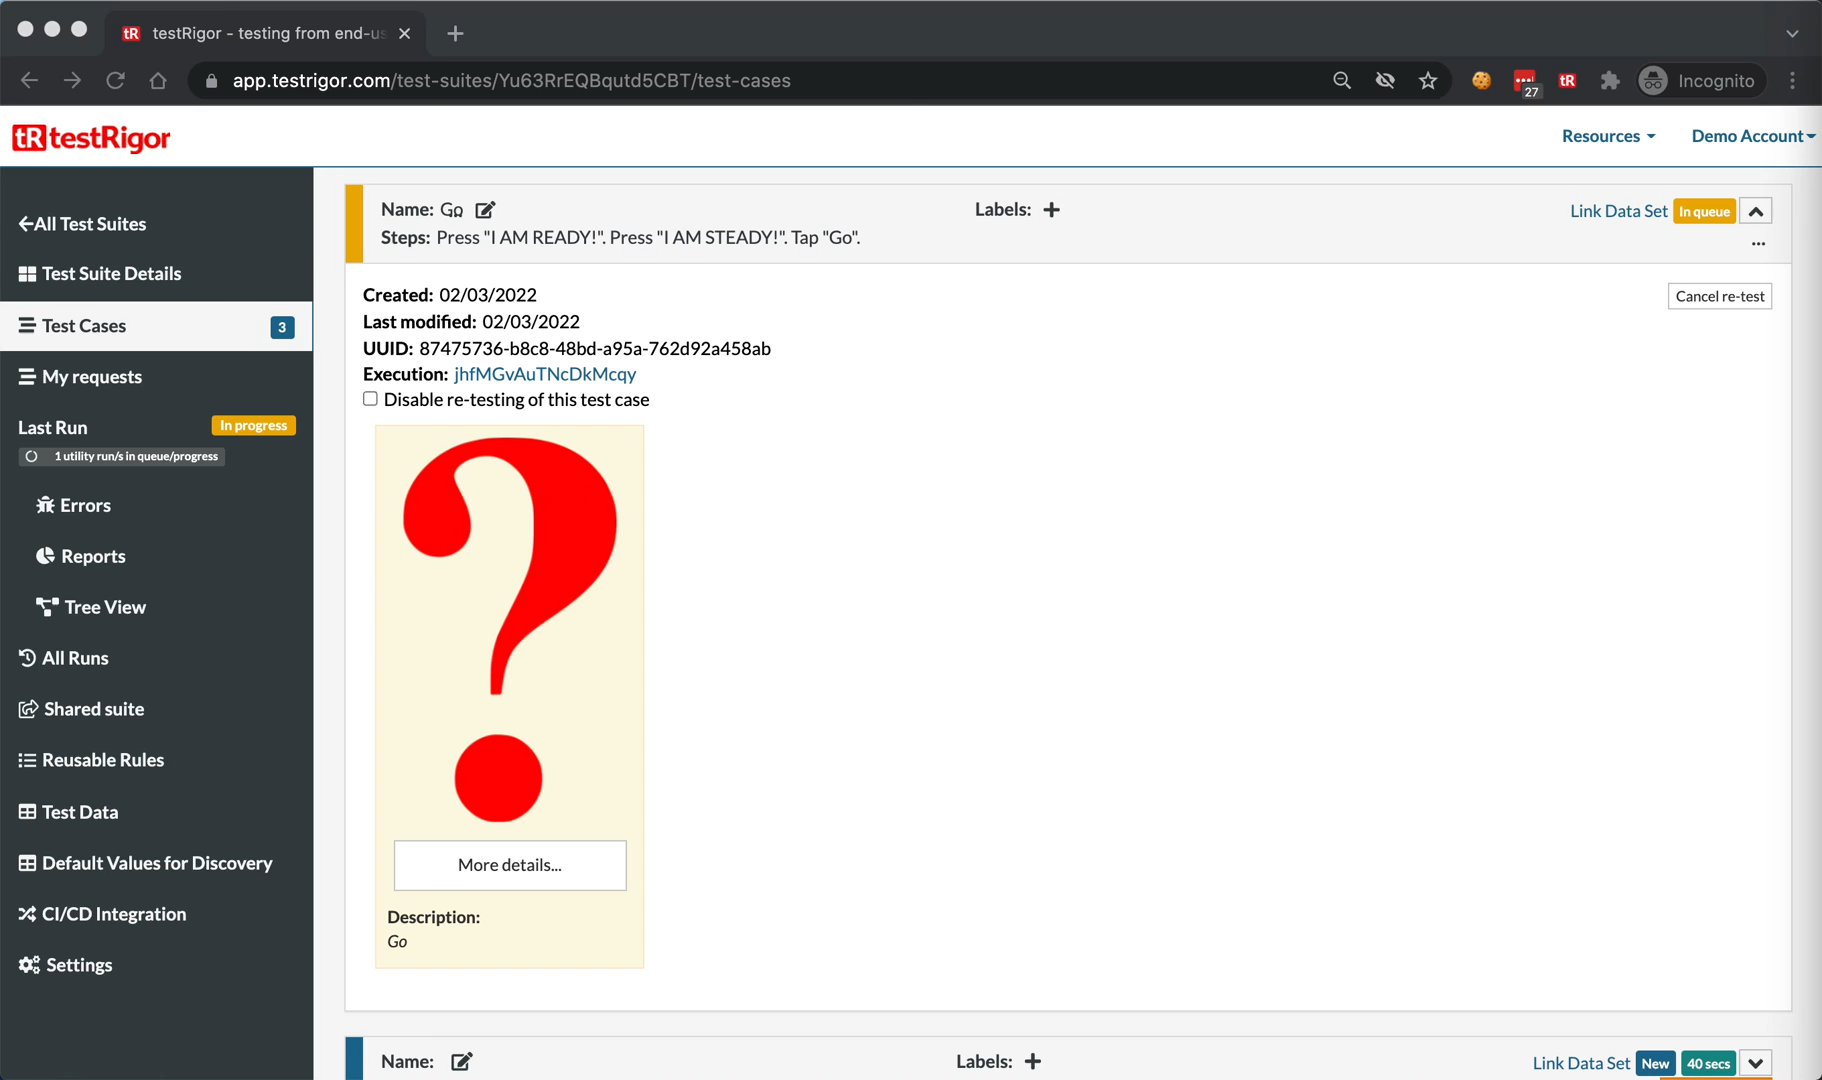 tR testRigor - testing from end-us
app.testrigor.com/test-suites/Yu63RrEQBqutd5CBT/test-cases
27
tR
Incognito
tR testRigor
Resources
Demo Account
All Test Suites
Test Suite Details
Test Cases 3
My requests
Last Run In progress
1 utility run/s in queue/progress
Errors
Reports
Tree View
All Runs
Shared suite
Reusable Rules
Test Data
Default Values for Discovery
CI/CD Integration
Settings
Name: Go
Labels: +
Link Data Set In queue
Steps: Press "I AM READY!". Press "I AM STEADY!". Tap "Go".
...
Created: 02/03/2022
Cancel re-test
Last modified: 02/03/2022
UUID: 87475736-b8c8-48bd-a95a-762d92a458ab
Execution: jhfMGvAuTNcDkMcqy
Disable re-testing of this test case
?
More details...
Description:
Go
Name:
Labels: +
Link Data Set New 40 secs